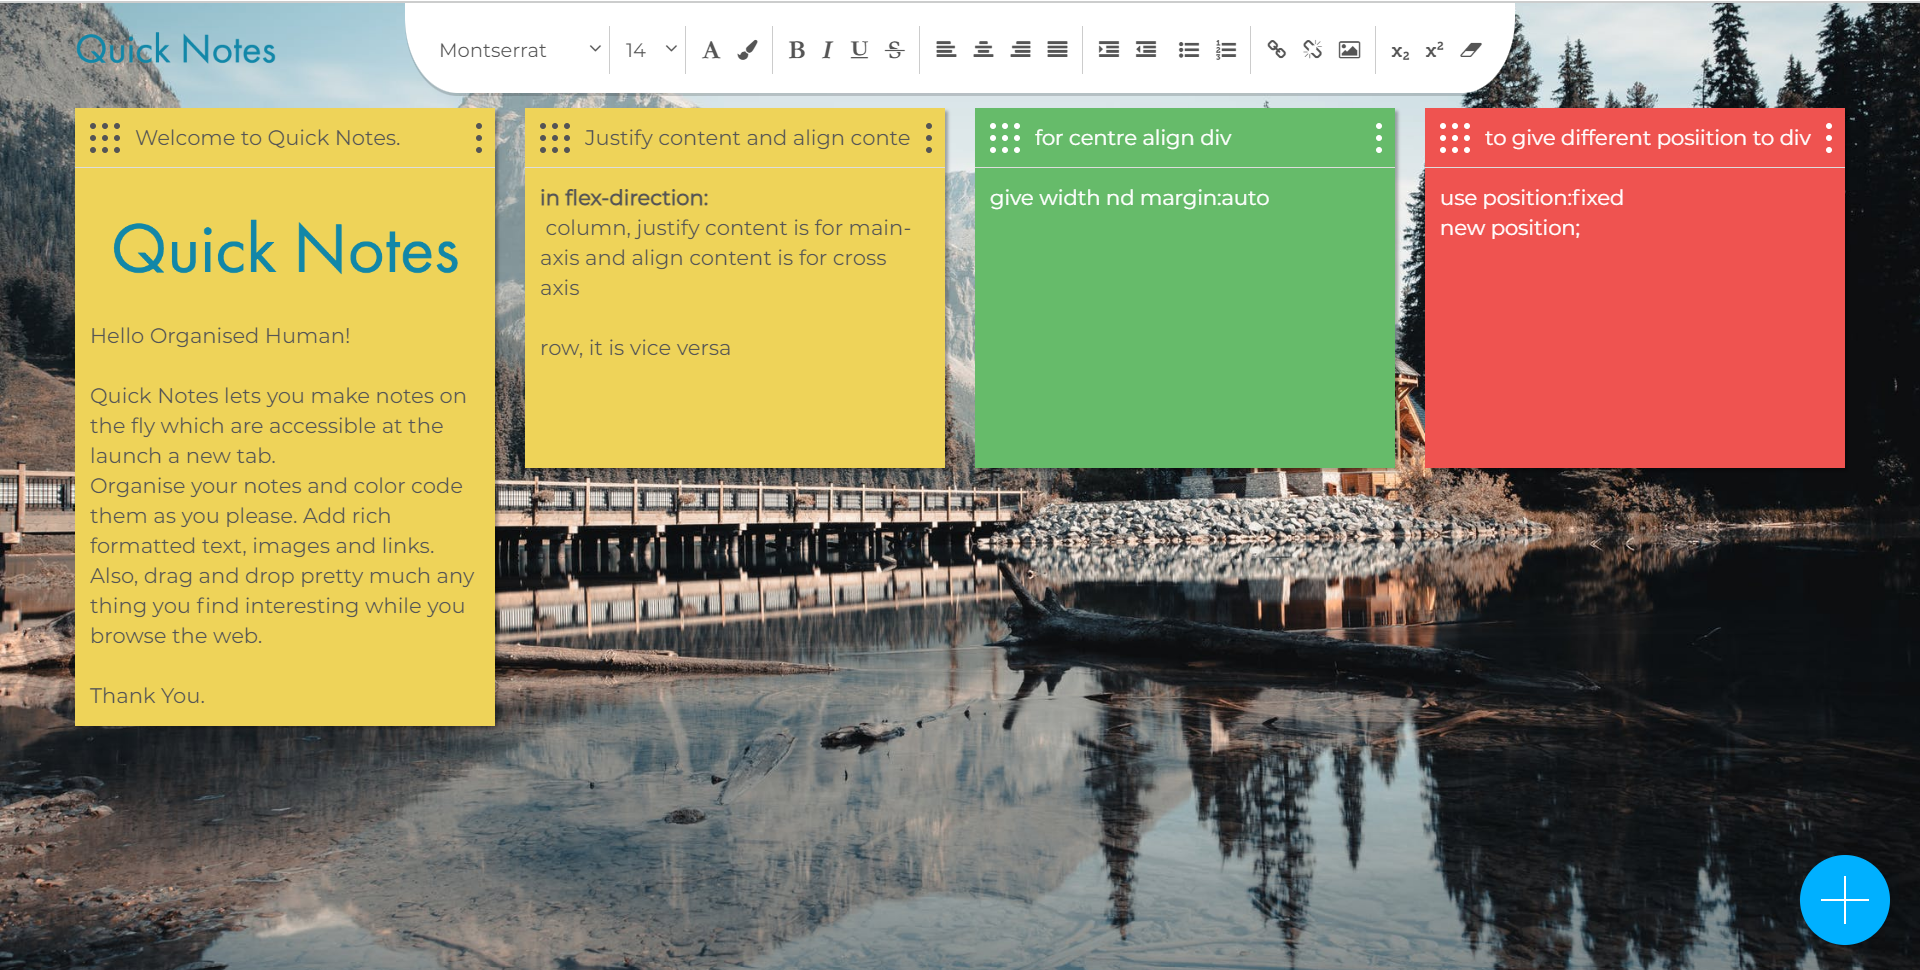 Quick Notes
Montserrat 14 A B I U S x₂ x²
Welcome to Quick Notes.
Quick Notes
Hello Organised Human!
Quick Notes lets you make notes on
the fly which are accessible at the
launch a new tab.
Organise your notes and color code
them as you please. Add rich
formatted text, images and links.
Also, drag and drop pretty much any
thing you find interesting while you
browse the web.
Thank You.
Justify content and align conte
in flex-direction:
column, justify content is for main-
axis and align content is for cross
axis
row, it is vice versa
for centre align div
give width nd margin:auto
to give different posiition to div
use position:fixed
new position;